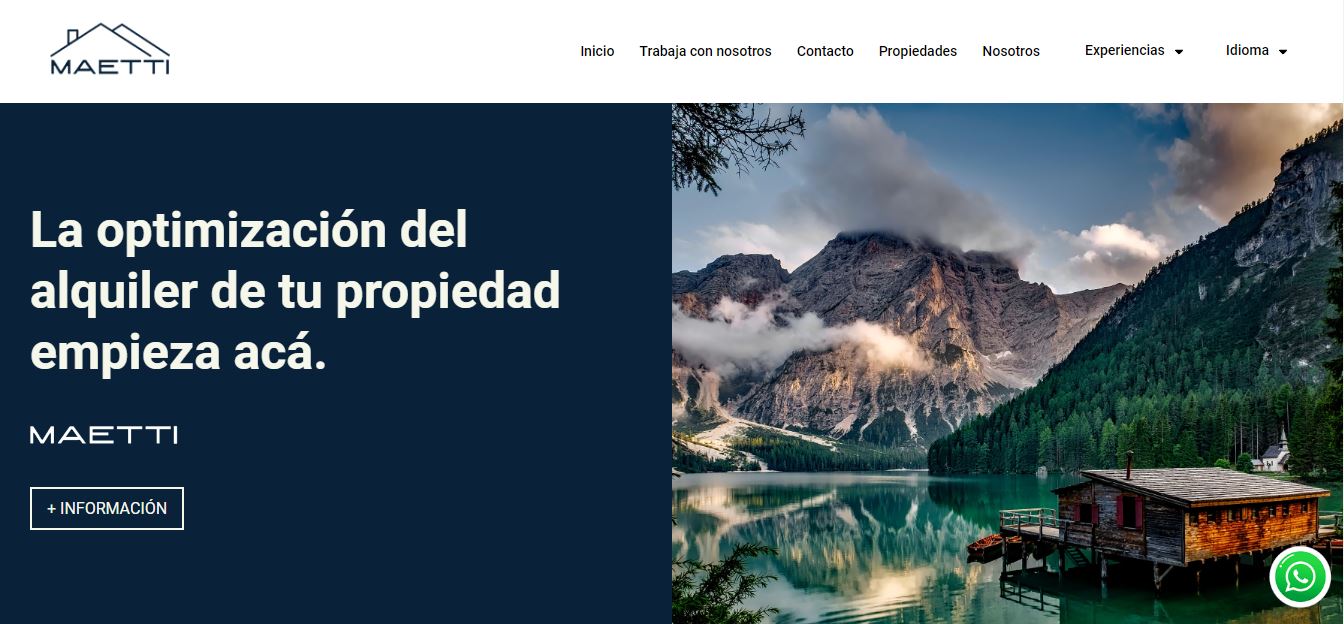 MAETTI
Inicio
Trabaja con nosotros
Contacto
Propiedades
Nosotros
Experiencias
Idioma
La optimización del
alquiler de tu propiedad
empieza acá.
MAETTI
+ INFORMACIÓN